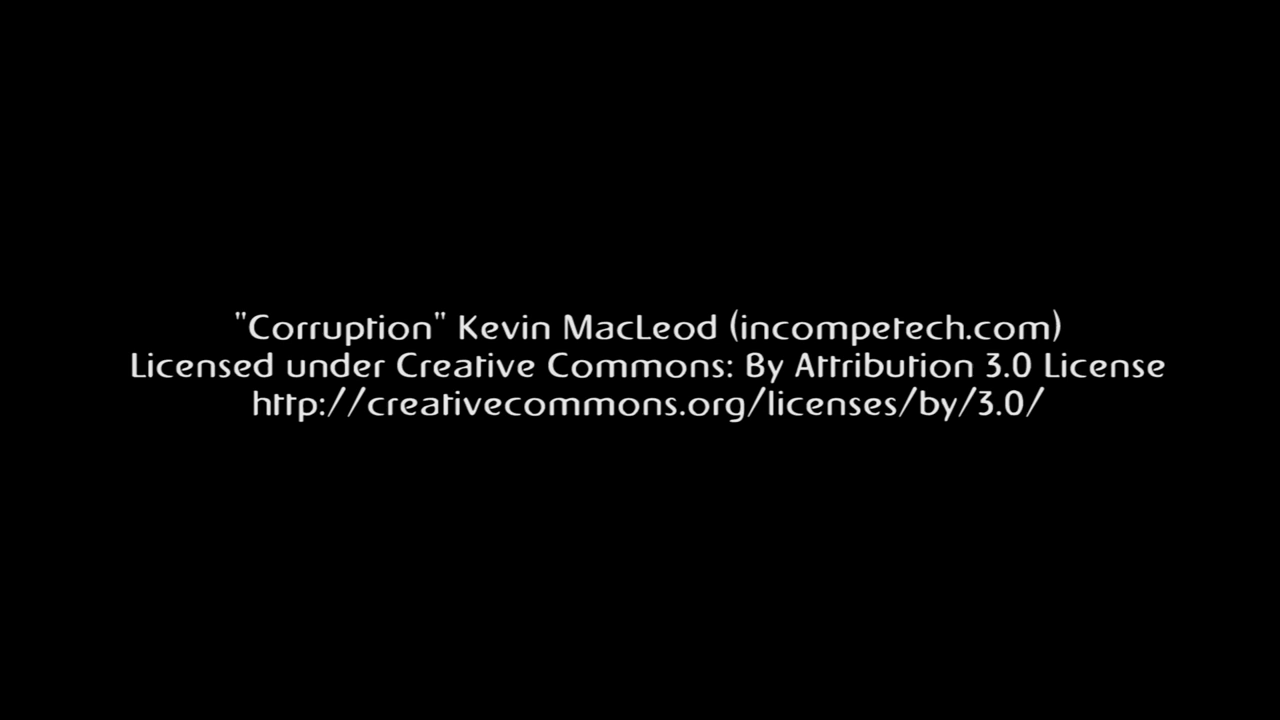 "Corruption" Kevin MacLeod (incompetech.com)
Licensed under Creative Commons: By Attribution 3.0 License
http://creativecommons.org/licenses/by/3.0/